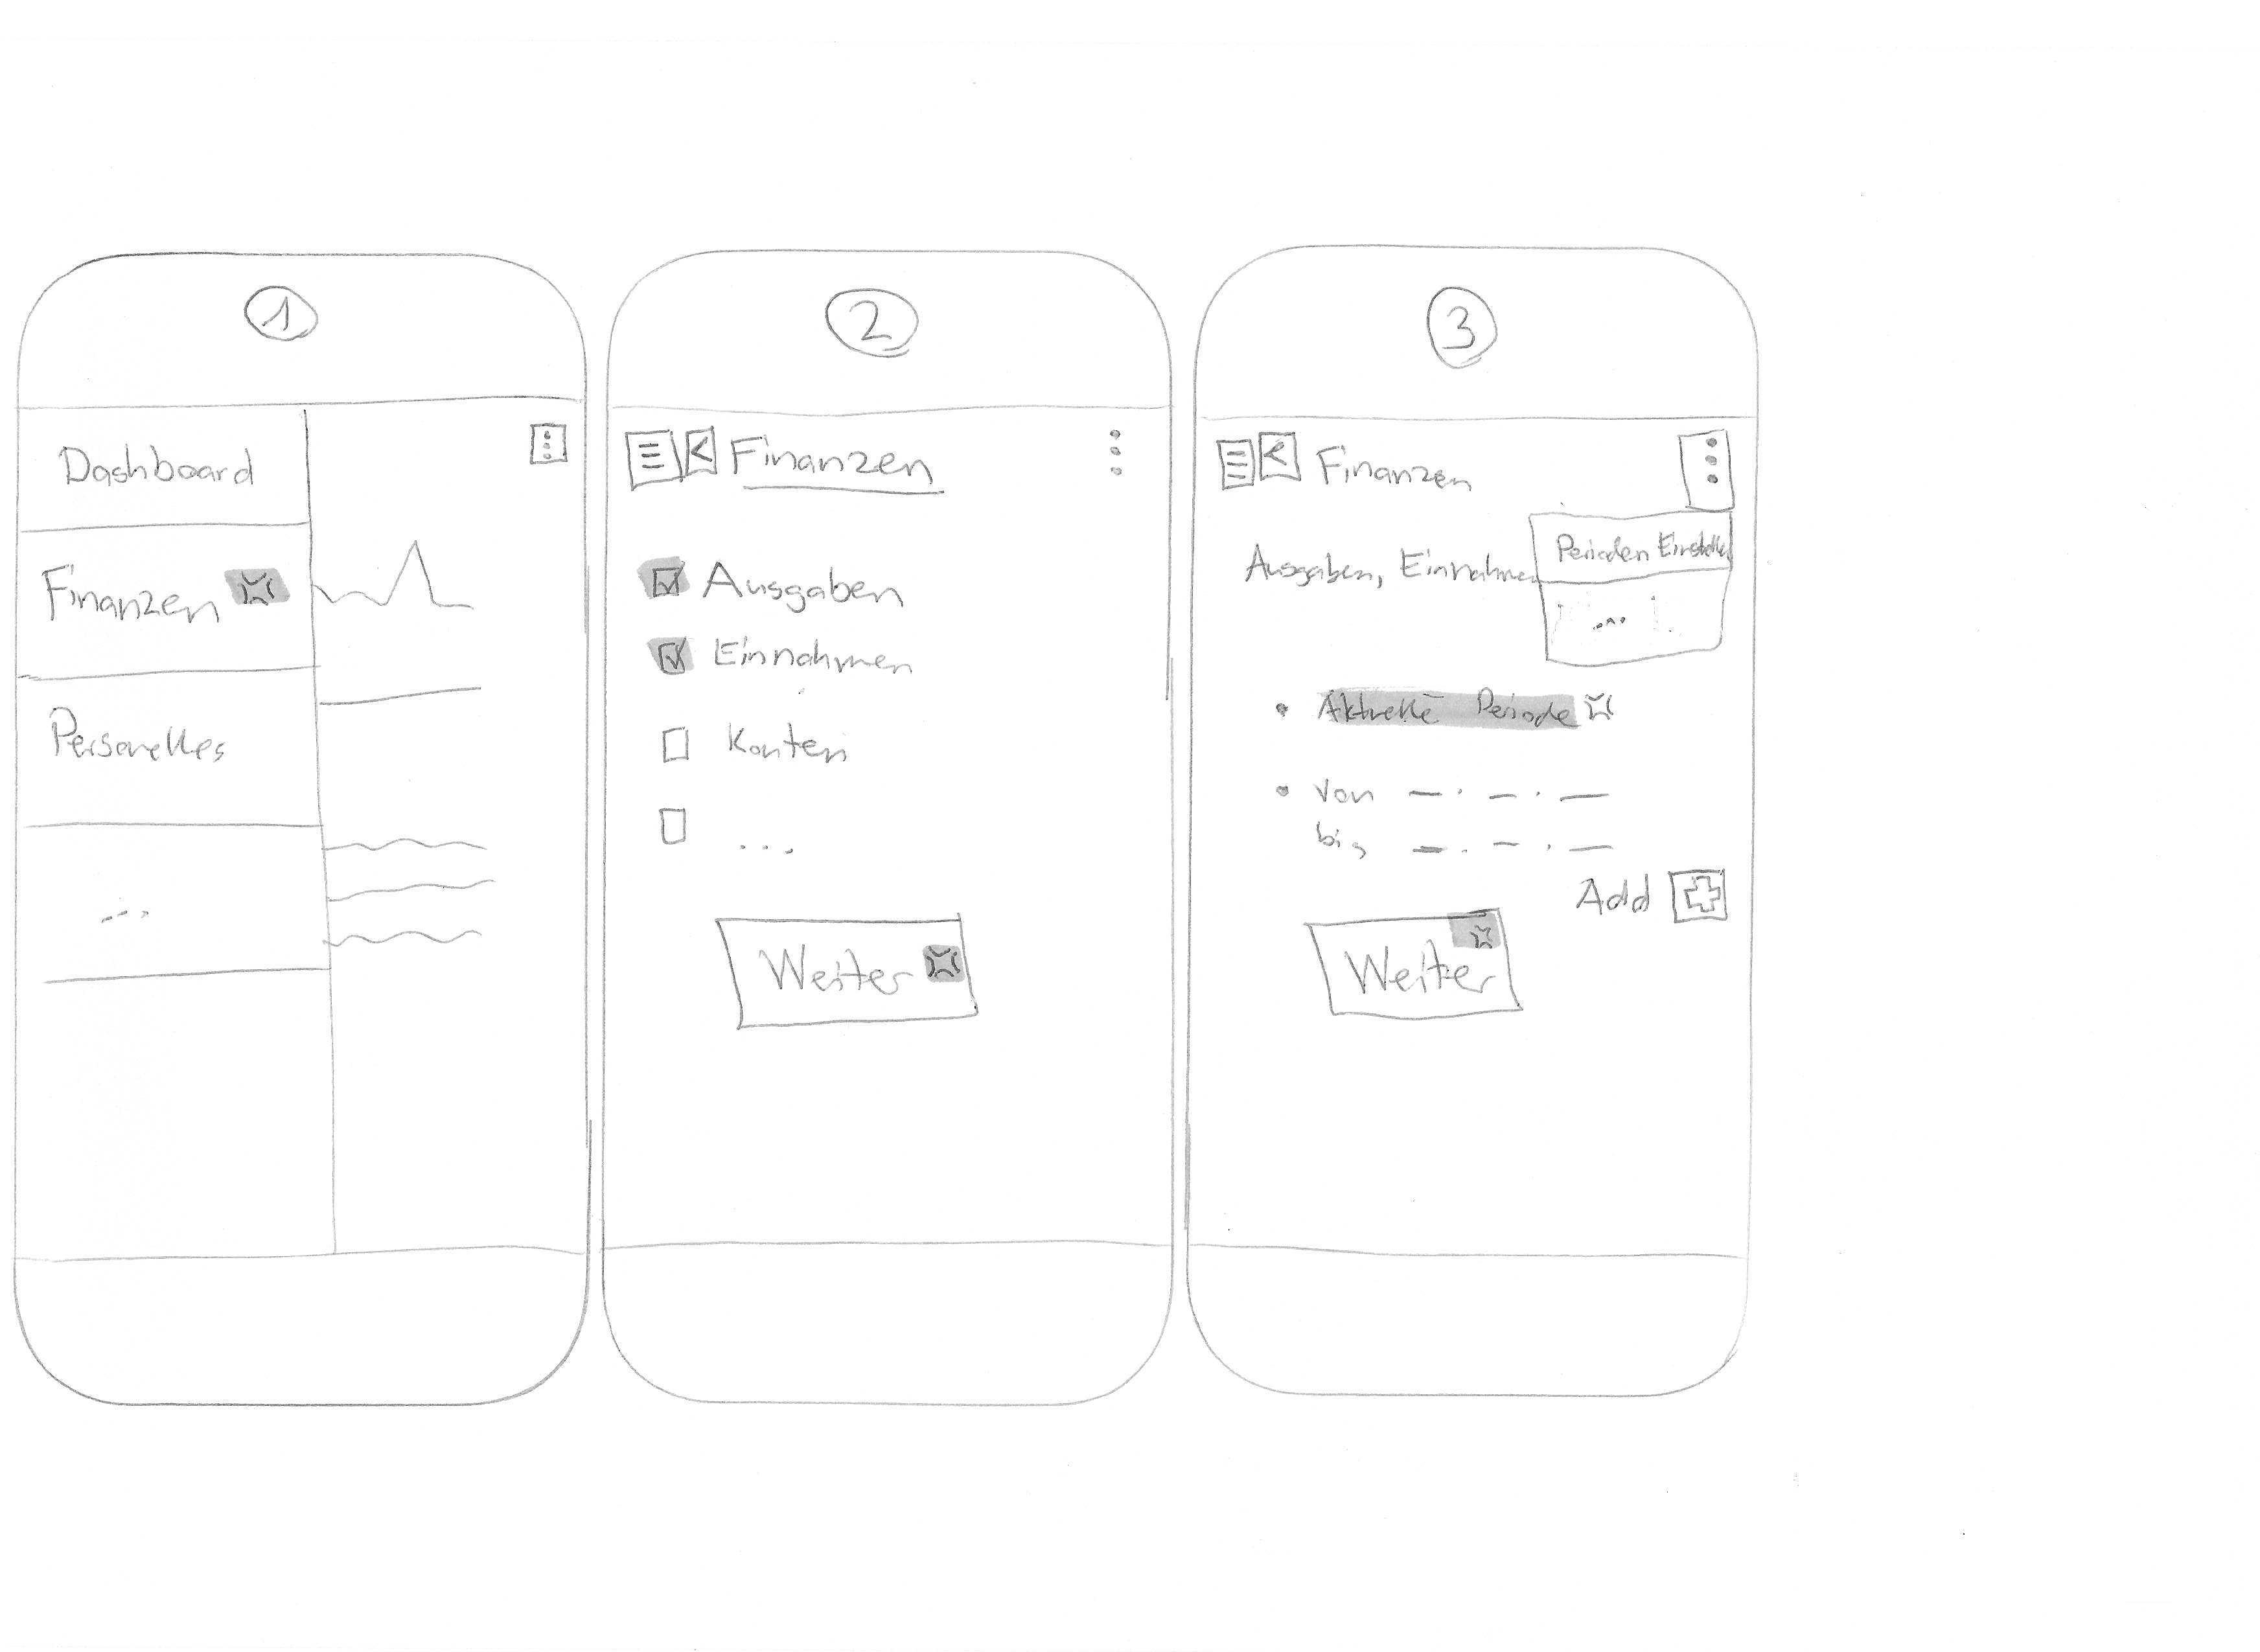 1
Dashboard
Finanzen
Personelles
...
2
Finanzen
Ausgaben
Einnahmen
Konten
...
Weiter
3
Finanzen
Perioden Einstellen
Ausgaben, Einnahmen
...
Aktuelle Periode
von __.__.__
bis __.__.__
Add
Weiter